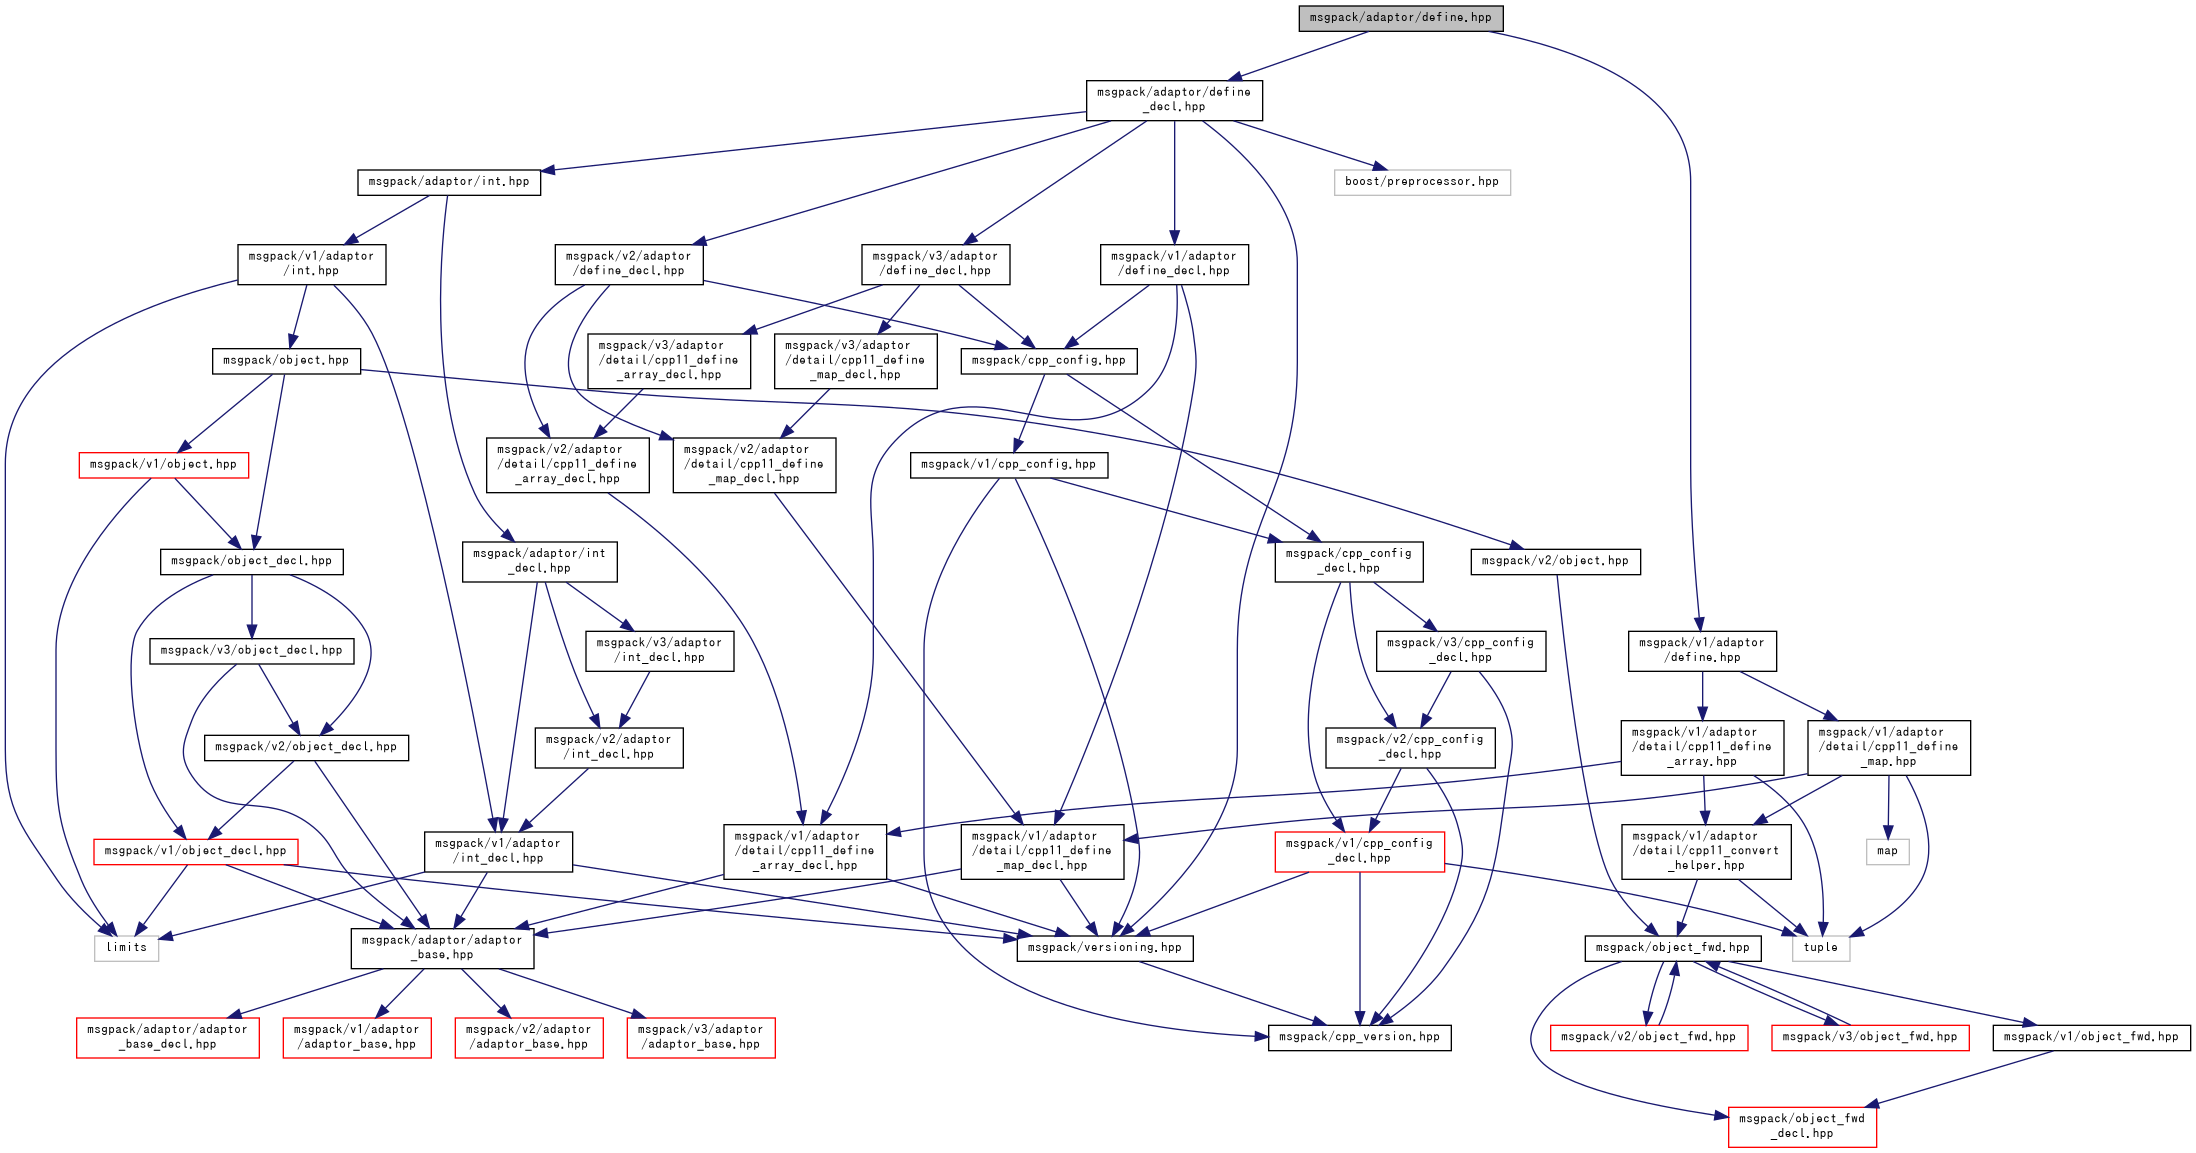 msgpack/adaptor/define.hpp
msgpack/adaptor/define
_decl.hpp
msgpack/adaptor/int.hpp
boost/preprocessor.hpp
msgpack/v1/adaptor
/int.hpp
msgpack/v2/adaptor
/define_decl.hpp
msgpack/v3/adaptor
/define_decl.hpp
msgpack/v1/adaptor
/define_decl.hpp
msgpack/object.hpp
msgpack/v3/adaptor
/detail/cpp11_define
_array_decl.hpp
msgpack/v3/adaptor
/detail/cpp11_define
_map_decl.hpp
msgpack/cpp_config.hpp
msgpack/v1/object.hpp
msgpack/v2/adaptor
/detail/cpp11_define
_array_decl.hpp
msgpack/v2/adaptor
/detail/cpp11_define
_map_decl.hpp
msgpack/v1/cpp_config.hpp
msgpack/object_decl.hpp
msgpack/adaptor/int
_decl.hpp
msgpack/cpp_config
_decl.hpp
msgpack/v2/object.hpp
msgpack/v3/object_decl.hpp
msgpack/v3/adaptor
/int_decl.hpp
msgpack/v3/cpp_config
_decl.hpp
msgpack/v1/adaptor
/define.hpp
msgpack/v2/object_decl.hpp
msgpack/v2/adaptor
/int_decl.hpp
msgpack/v2/cpp_config
_decl.hpp
msgpack/v1/adaptor
/detail/cpp11_define
_array.hpp
msgpack/v1/adaptor
/detail/cpp11_define
_map.hpp
msgpack/v1/object_decl.hpp
msgpack/v1/adaptor
/int_decl.hpp
msgpack/v1/adaptor
/detail/cpp11_define
_array_decl.hpp
msgpack/v1/adaptor
/detail/cpp11_define
_map_decl.hpp
msgpack/v1/cpp_config
_decl.hpp
msgpack/v1/adaptor
/detail/cpp11_convert
_helper.hpp
map
limits
msgpack/adaptor/adaptor
_base.hpp
msgpack/versioning.hpp
msgpack/object_fwd.hpp
tuple
msgpack/adaptor/adaptor
_base_decl.hpp
msgpack/v1/adaptor
/adaptor_base.hpp
msgpack/v2/adaptor
/adaptor_base.hpp
msgpack/v3/adaptor
/adaptor_base.hpp
msgpack/cpp_version.hpp
msgpack/v2/object_fwd.hpp
msgpack/v3/object_fwd.hpp
msgpack/v1/object_fwd.hpp
msgpack/object_fwd
_decl.hpp